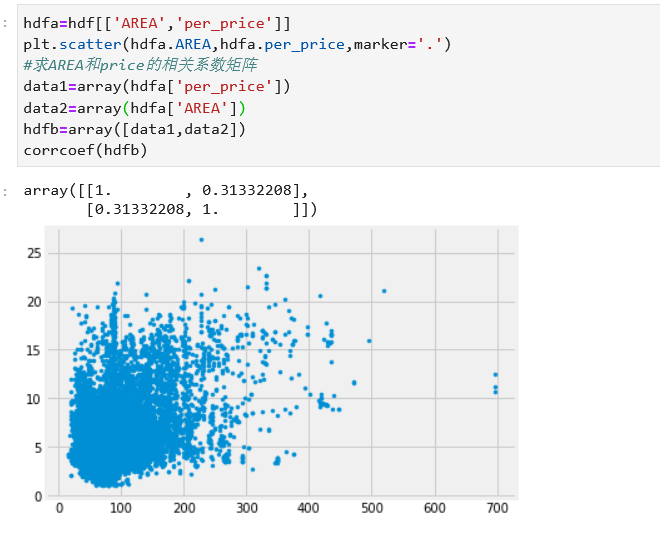 :
hdfa=hdf[['AREA','per_price']]
plt.scatter(hdfa.AREA,hdfa.per_price,marker='.')
#求AREA和price的相关系数矩阵
data1=array(hdfa['per_price'])
data2=array(hdfa['AREA'])
hdfb=array([data1,data2])
corrcoef(hdfb)
:
array([[1.        , 0.31332208],
       [0.31332208, 1.        ]])
25
20
15
10
5
0
0 100 200 300 400 500 600 700